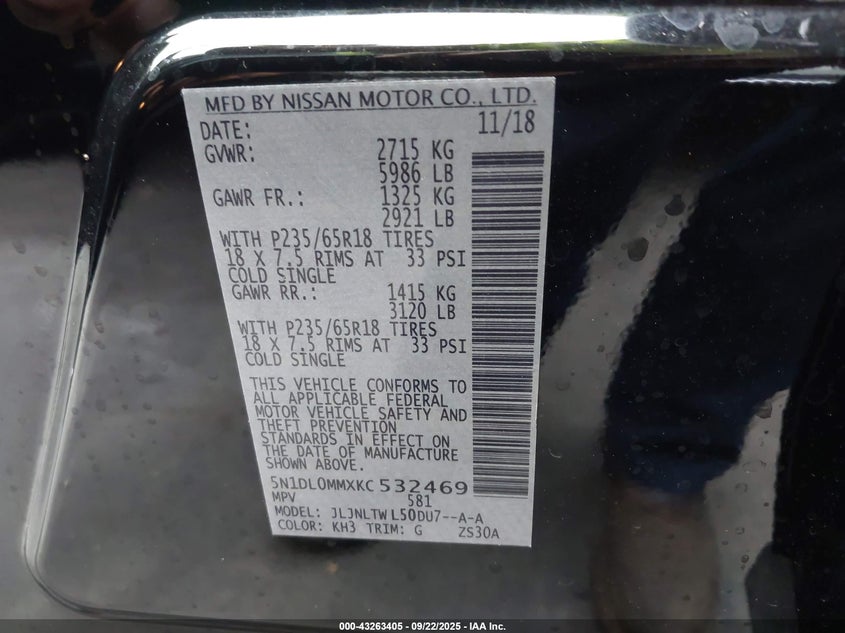 MFD BY NISSAN MOTOR CO., LTD.
DATE: 11/18
GVWR: 2715 KG
5986 LB
GAWR FR.: 1325 KG
2921 LB
WITH P235/65R18 TIRES
18 X 7.5 RIMS AT 33 PSI
COLD SINGLE
GAWR RR.: 1415 KG
3120 LB
WITH P235/65R18 TIRES
18 X 7.5 RIMS AT 33 PSI
COLD SINGLE
THIS VEHICLE CONFORMS TO
ALL APPLICABLE FEDERAL
MOTOR VEHICLE SAFETY AND
THEFT PREVENTION
STANDARDS IN EFFECT ON
THE DATE OF MANUFACTURE
SHOWN ABOVE.
5N1DL0MMXKC532469
MPV 581
MODEL: JLJNLTWL50DU7--A-A
COLOR: KH3 TRIM: G ZS30A
000-43263405 - 09/22/2025 - IAA Inc.